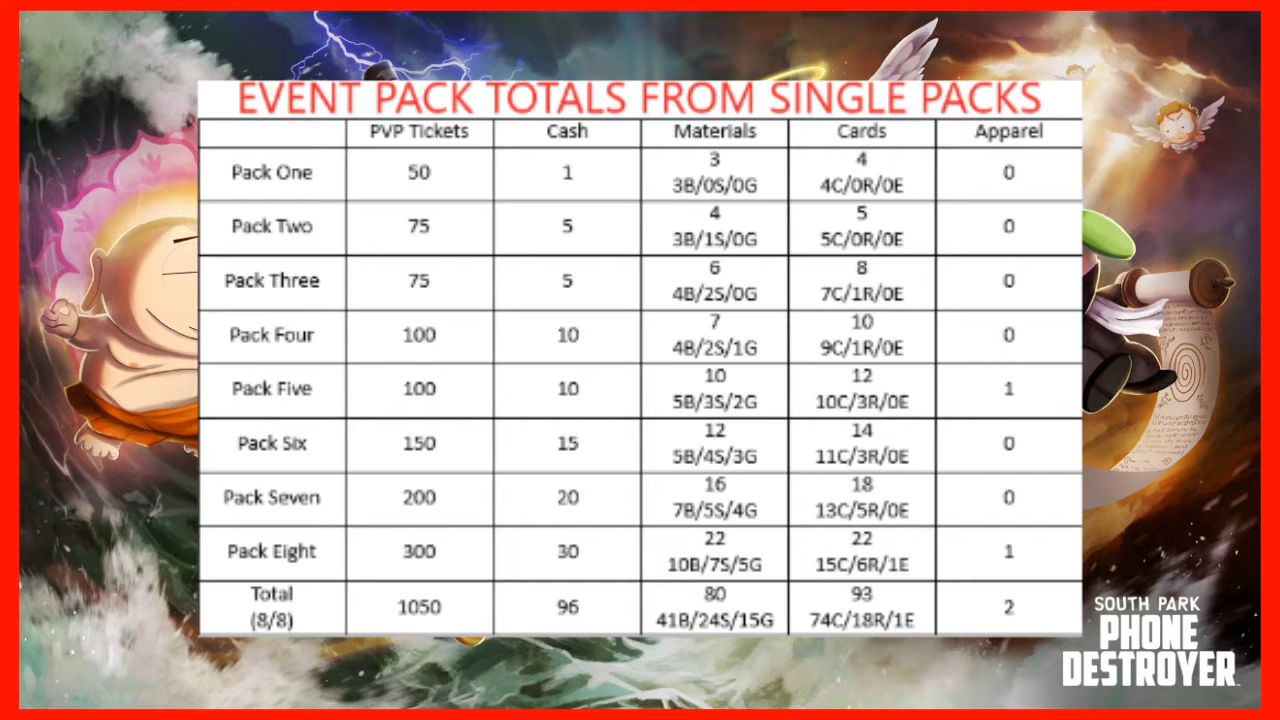 EVENT PACK TOTALS FROM SINGLE PACKS
PVP Tickets Cash Materials Cards Apparel
Pack One 50 1 3 4 0
3B/0S/0G 4C/0R/0E
Pack Two 75 5 4 5 0
3B/1S/0G 5C/0R/0E
Pack Three 75 5 6 8 0
4B/2S/0G 7C/1R/0E
Pack Four 100 10 7 10 0
4B/2S/1G 9C/1R/0E
Pack Five 100 10 10 12 1
5B/3S/2G 10C/3R/0E
Pack Six 150 15 12 14 0
5B/4S/3G 11C/3R/0E
Pack Seven 200 20 16 18 0
7B/5S/4G 13C/5R/0E
Pack Eight 300 30 22 22 1
10B/7S/5G 15C/6R/1E
Total 1050 96 80 93 2
(8/8) 41B/24S/15G 74C/18R/1E
SOUTH PARK
PHONE
DESTROYER